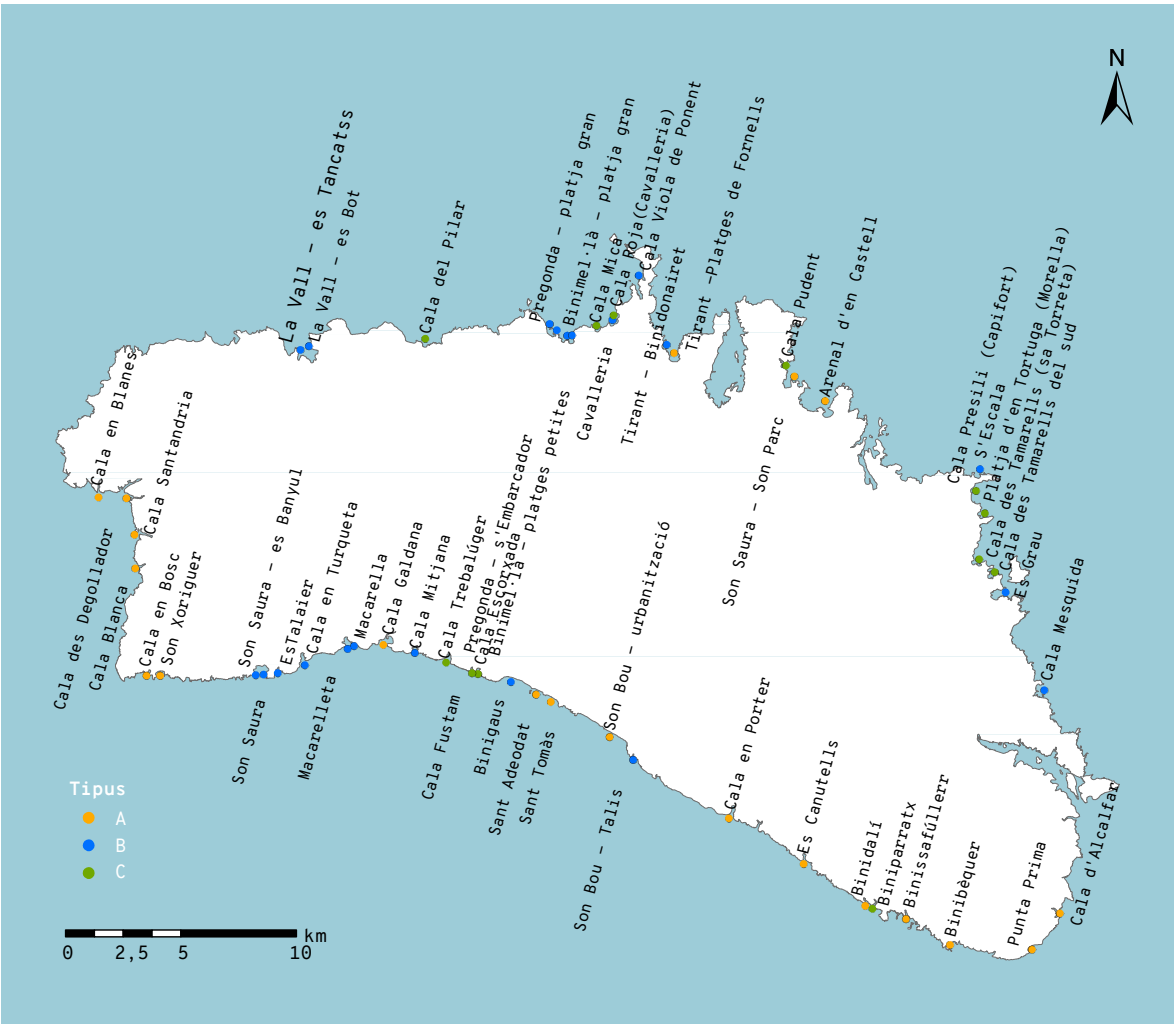 N
La Vall - es Tancatss
La Vall - es Bot
Cala del Pilar
Pregonda - platja gran
Binimel·là - platja gran
Cala Mica
Cala Roja(Cavalleria)
Cala Viola de Ponent
Cavalleria
Tirant - Binidonairet
Tirant -Platges de Fornells
Cala Pudent
Arenal d'en Castell
Son Saura - Son Parc
Cala Presili (Capifort)
S'Escala
Platja d'en Tortuga (Morella)
Cala des Tamarells (sa Torreta)
Cala des Tamarells del sud
Es Grau
Cala Mesquida
Cala en Blanes
Cala Santandria
Cala des Degollador
Cala Blanca
Cala en Bosc
Son Xoriguer
Son Saura - es Banyul
Son Saura
EsTalaier
Cala en Turqueta
Macarelleta
Macarella
Cala Galdana
Cala Mitjana
Cala Trebalúger
Cala Fustam
Pregonda - s'Embarcador
Cala Escorxada
Binimel·là - platges petites
Binigaus
Sant Adeodat
Sant Tomàs
Son Bou - urbanització
Son Bou - Talis
Cala en Porter
Es Canutells
Binidalí
Biniparratx
Binissafúllerr
Binibèquer
Punta Prima
Cala d'Alcalfar
Tipus
A
B
C
km
0 2,5 5 10